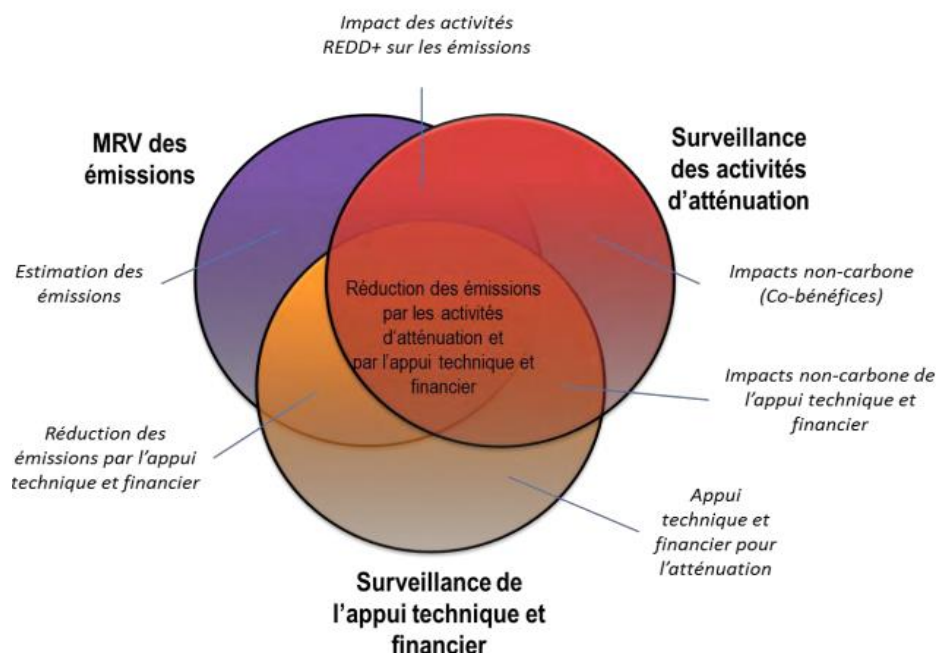 Impact des activités
REDD+ sur les émissions
MRV des
émissions
Surveillance
des activités
d'atténuation
Estimation des
émissions
Impacts non-carbone
(Co-bénéfices)
Réduction des émissions
par les activités
d'atténuation et
par l'appui technique et
financier
Impacts non-carbone de
l'appui technique et
financier
Réduction des
émissions par l'appui
technique et financier
Appui
technique et
financier pour
l'atténuation
Surveillance de
l'appui technique et
financier